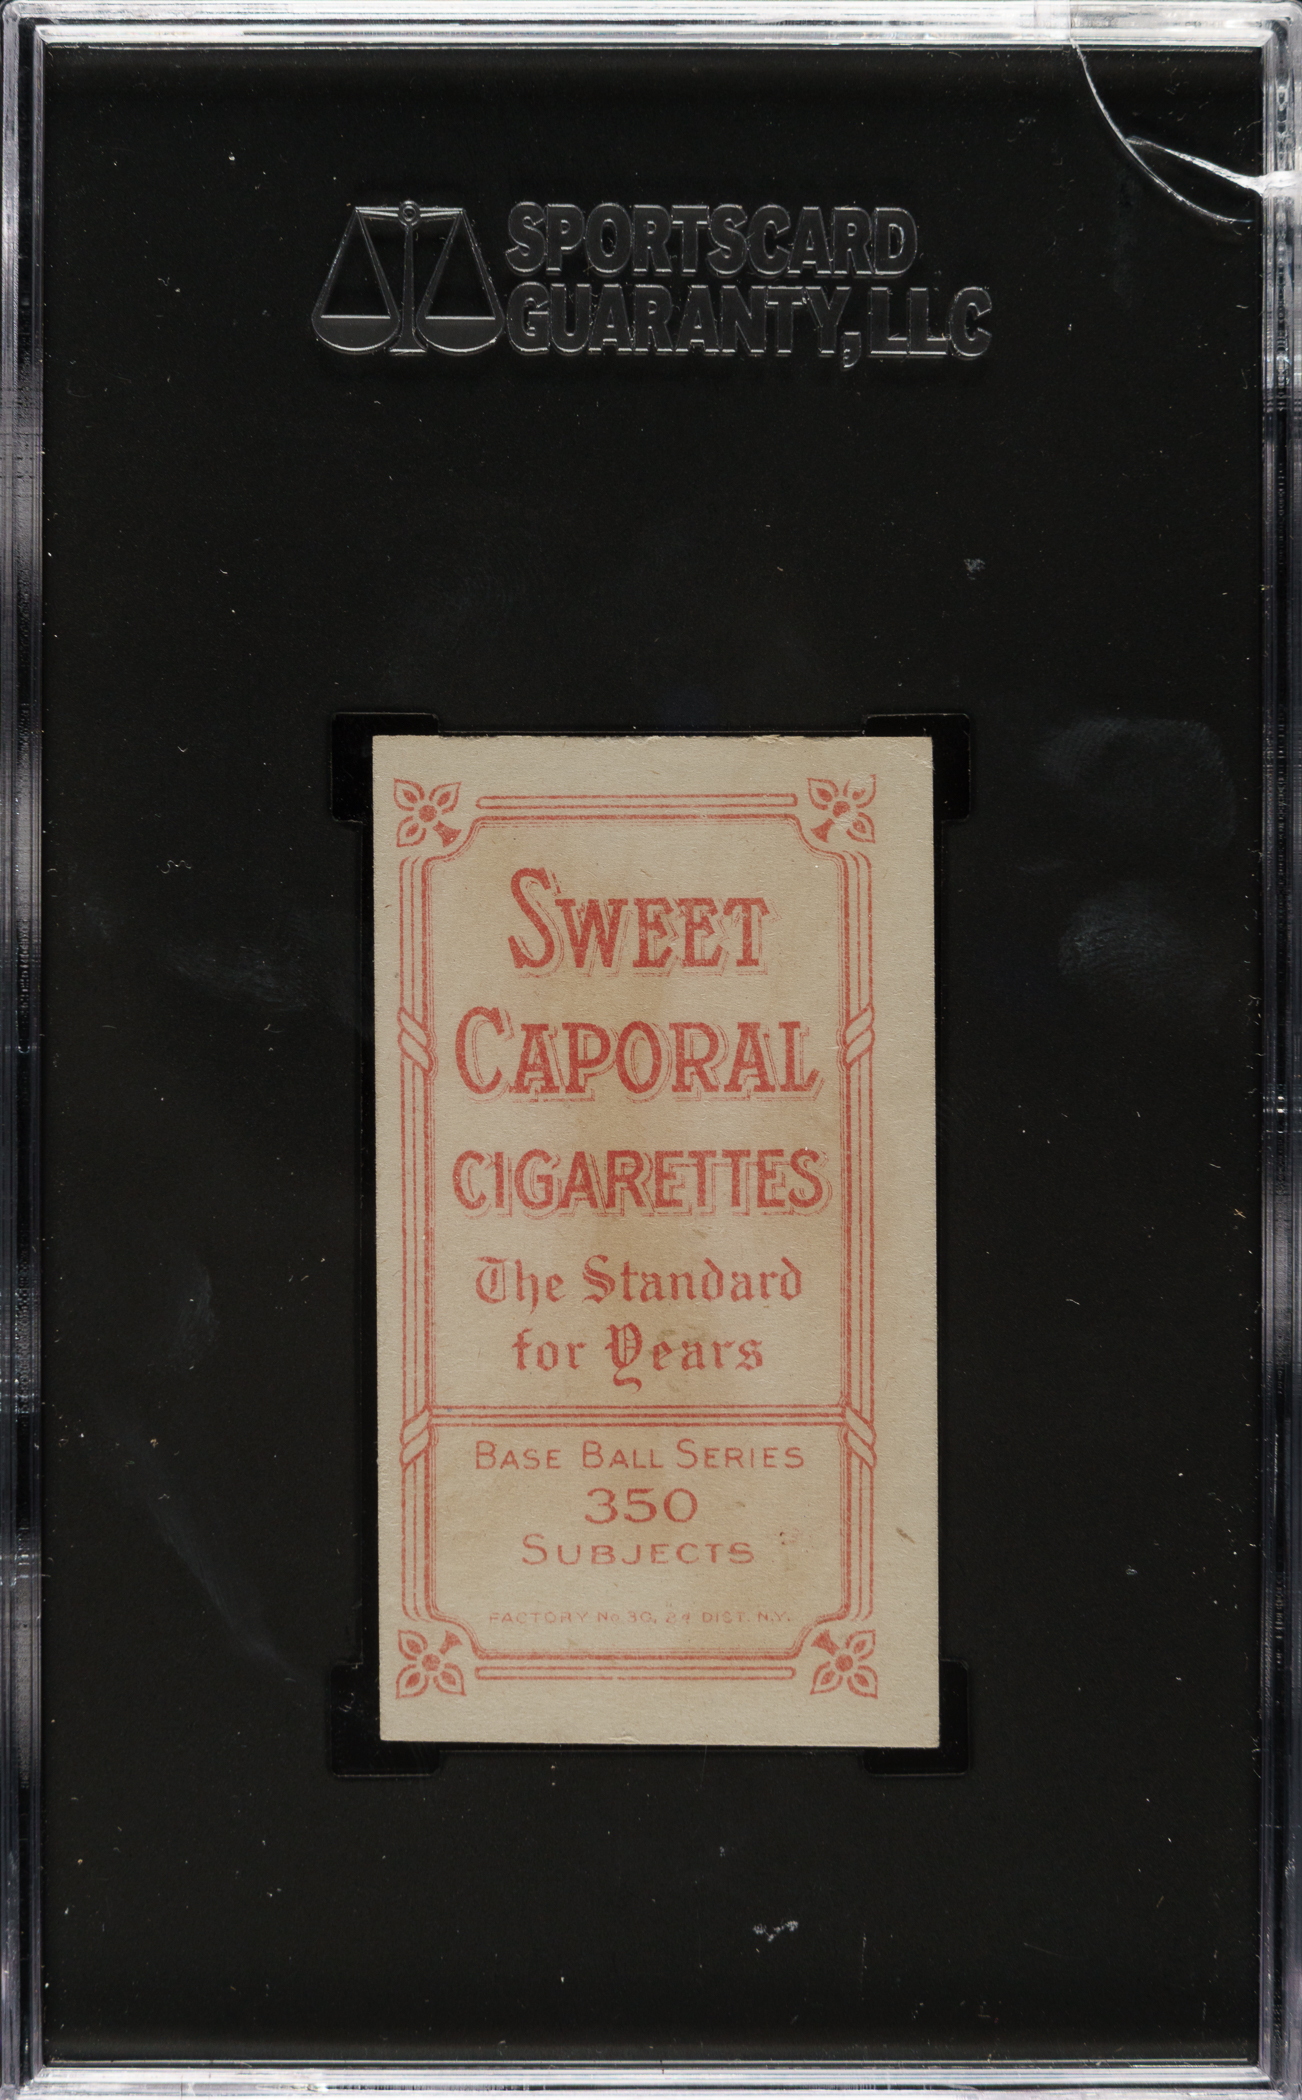 SPORTSCARD
GUARANTY, LLC
SWEET
CAPORAL
CIGARETTES
The Standard
for Years
BASE BALL SERIES
350
SUBJECTS
FACTORY No. 30, 2d DIST. N.Y.